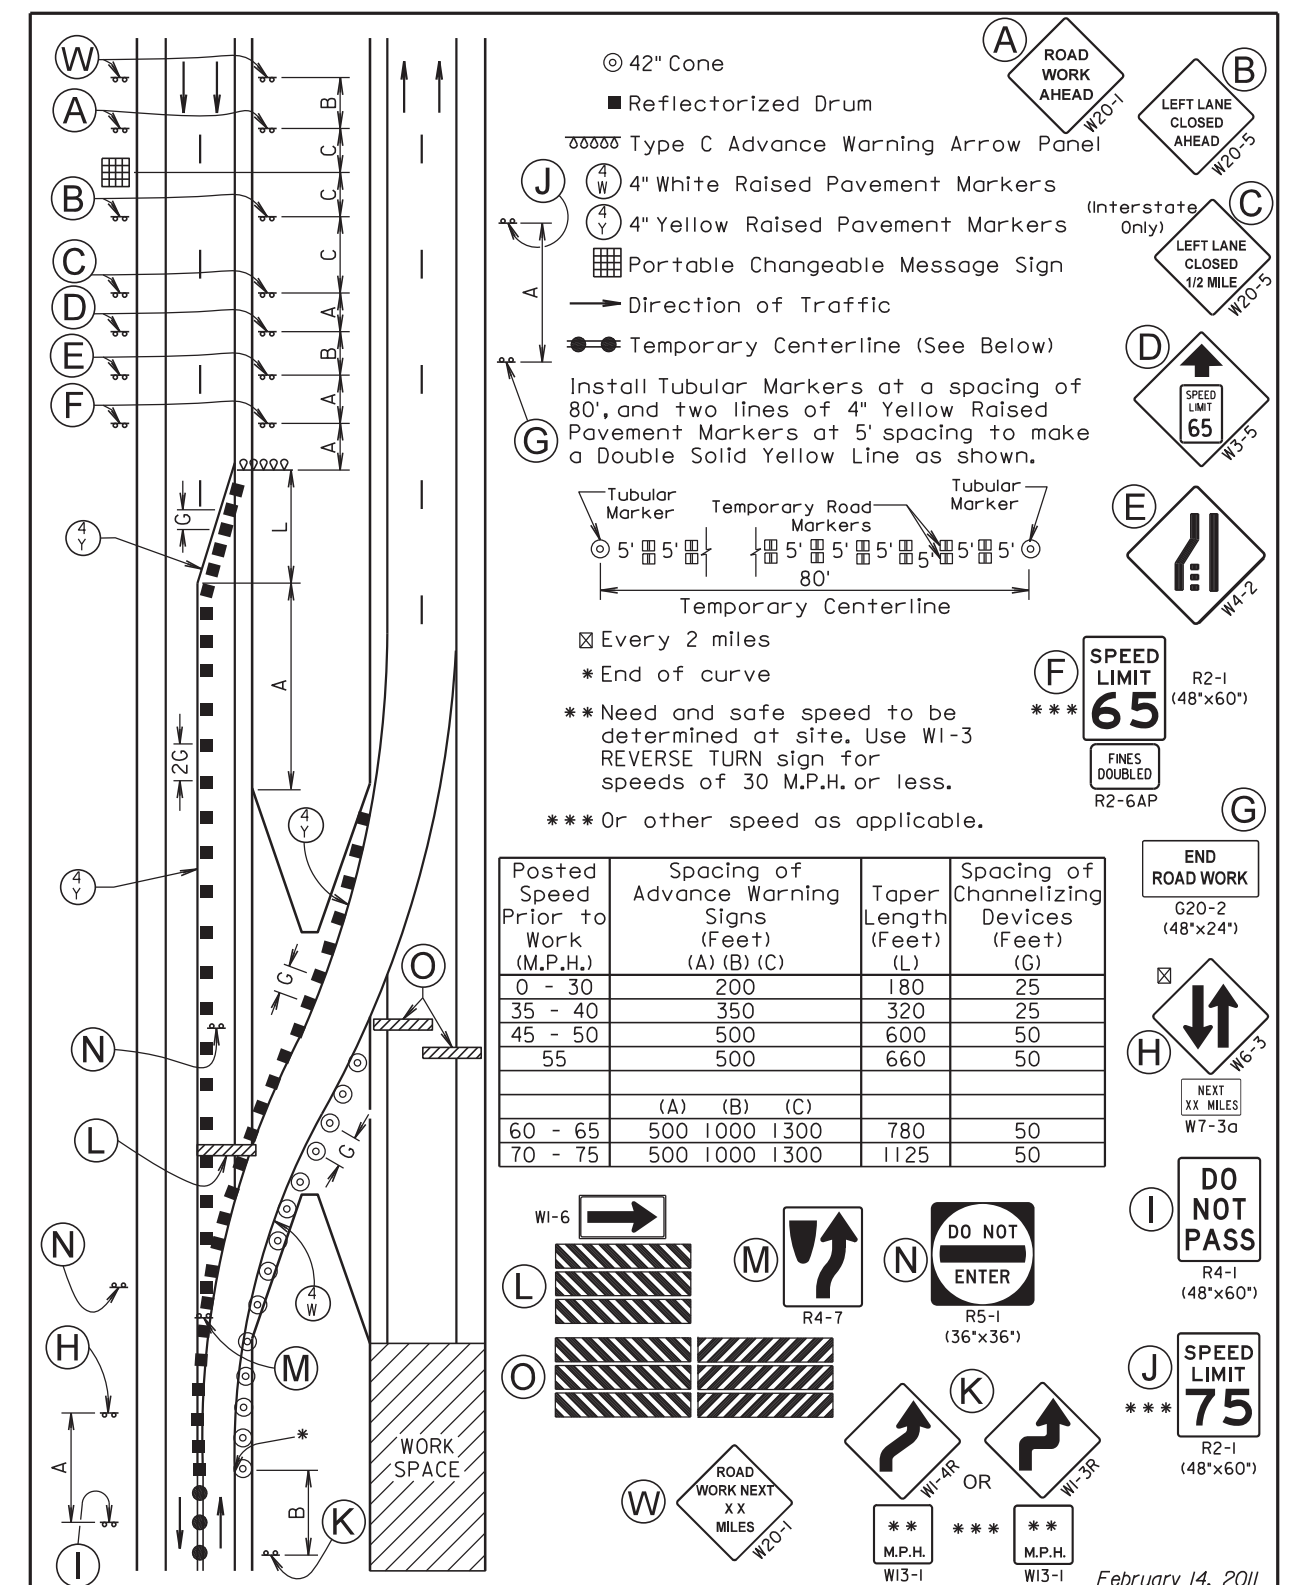 W
A
B
C
D
E
F
B
C
C
C
A
B
A
A
L
A
G
2G
G
G
4
Y
4
Y
4
Y
4
W
O
N
L
N
H
M
A
I
*
B
K
WORK
SPACE
42" Cone
Reflectorized Drum
Type C Advance Warning Arrow Panel
4
W
4" White Raised Pavement Markers
4
Y
4" Yellow Raised Pavement Markers
Portable Changeable Message Sign
Direction of Traffic
Temporary Centerline (See Below)
J
A
G
Install Tubular Markers at a spacing of
80', and two lines of 4" Yellow Raised
Pavement Markers at 5' spacing to make
a Double Solid Yellow Line as shown.
Tubular
Marker
Temporary Road
Markers
Tubular
Marker
5' 5' 5' 5' 5' 5' 5'
80'
Temporary Centerline
Every 2 miles
* End of curve
** Need and safe speed to be
determined at site. Use W1-3
REVERSE TURN sign for
speeds of 30 M.P.H. or less.
*** Or other speed as applicable.
Posted
Speed
Prior to
Work
(M.P.H.)
Spacing of
Advance Warning
Signs
(Feet)
(A) (B) (C)
Taper
Length
(Feet)
(L)
Spacing of
Channelizing
Devices
(Feet)
(G)
0 - 30 200 180 25
35 - 40 350 320 25
45 - 50 500 600 50
55 500 660 50
(A) (B) (C)
60 - 65 500 1000 1300 780 50
70 - 75 500 1000 1300 1125 50
A
ROAD
WORK
AHEAD
W20-1
B
LEFT LANE
CLOSED
AHEAD
W20-5
(Interstate
Only)
C
LEFT LANE
CLOSED
1/2 MILE
W20-5
D
SPEED
LIMIT
65
W3-5
E
W4-2
F
***
SPEED
LIMIT
65
R2-1
(48"x60")
FINES
DOUBLED
R2-6AP
G
END
ROAD WORK
G20-2
(48"x24")
H
W6-3
NEXT
XX MILES
W7-3a
I
DO
NOT
PASS
R4-1
(48"x60")
J
***
SPEED
LIMIT
75
R2-1
(48"x60")
W1-6
L
O
M
R4-7
N
DO NOT
ENTER
R5-1
(36"x36")
K
W1-4R
OR
W1-3R
**
M.P.H.
W13-1
***
**
M.P.H.
W13-1
W
ROAD
WORK NEXT
X X
MILES
W20-1
February 14, 2011